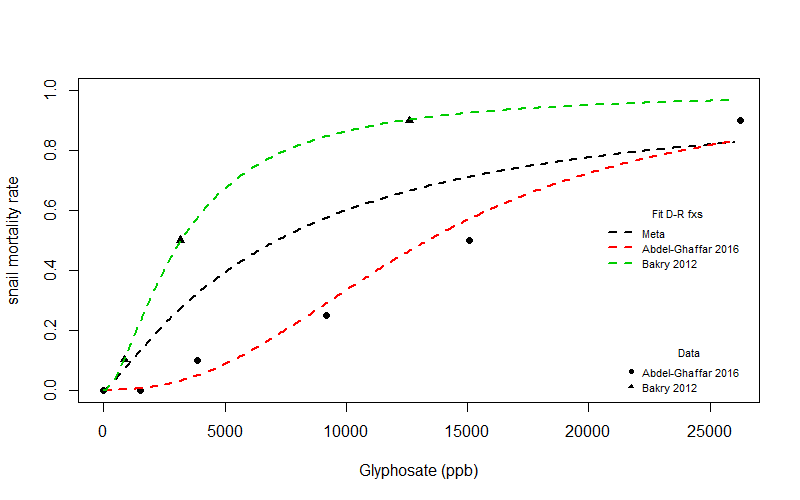 1.0
0.8
0.6
0.4
0.2
0.0
snail mortality rate
0 5000 10000 15000 20000 25000
Glyphosate (ppb)
Fit D-R fxs
Meta
Abdel-Ghaffar 2016
Bakry 2012
Data
Abdel-Ghaffar 2016
Bakry 2012